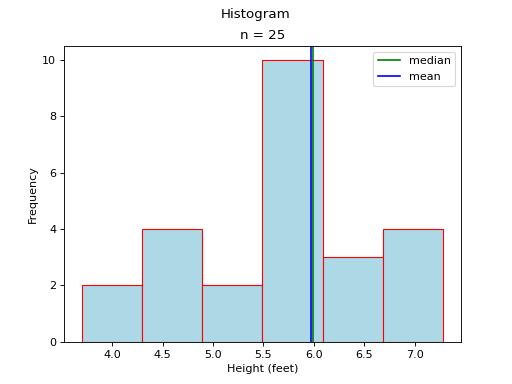 Histogram
n = 25
median
mean
Frequency
10
8
6
4
2
0
4.0 4.5 5.0 5.5 6.0 6.5 7.0
Height (feet)